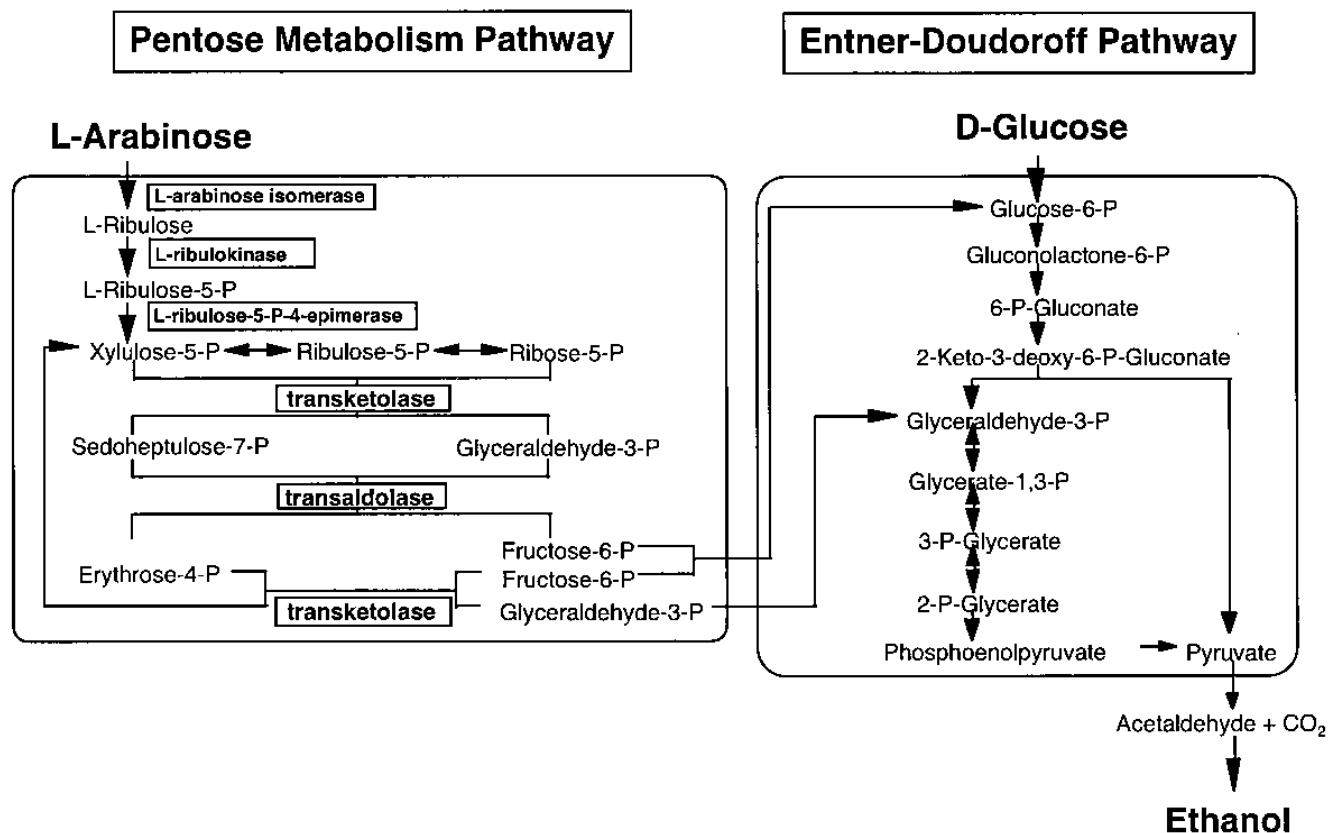 Pentose Metabolism Pathway
Entner-Doudoroff Pathway
L-Arabinose
L-arabinose isomerase
L-Ribulose
L-ribulokinase
L-Ribulose-5-P
L-ribulose-5-P-4-epimerase
Xylulose-5-P
Ribulose-5-P
Ribose-5-P
transketolase
Sedoheptulose-7-P
Glyceraldehyde-3-P
transaldolase
Fructose-6-P
Erythrose-4-P
Fructose-6-P
transketolase
Glyceraldehyde-3-P
D-Glucose
Glucose-6-P
Gluconolactone-6-P
6-P-Gluconate
2-Keto-3-deoxy-6-P-Gluconate
Glyceraldehyde-3-P
Glycerate-1,3-P
3-P-Glycerate
2-P-Glycerate
Phosphoenolpyruvate
Pyruvate
Acetaldehyde + CO₂
Ethanol